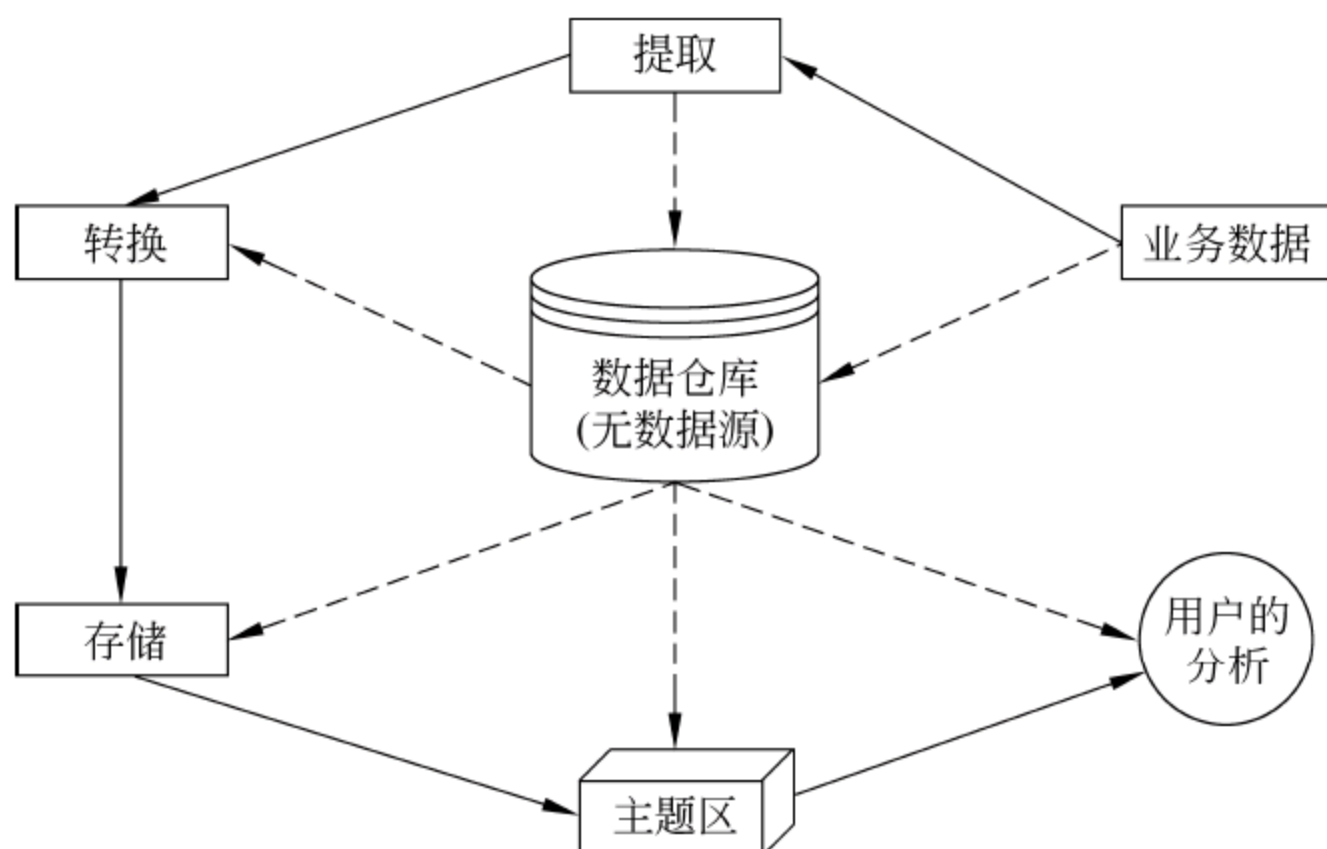 提取
转换
业务数据
数据仓库
(无数据源)
存储
用户的
分析
主题区